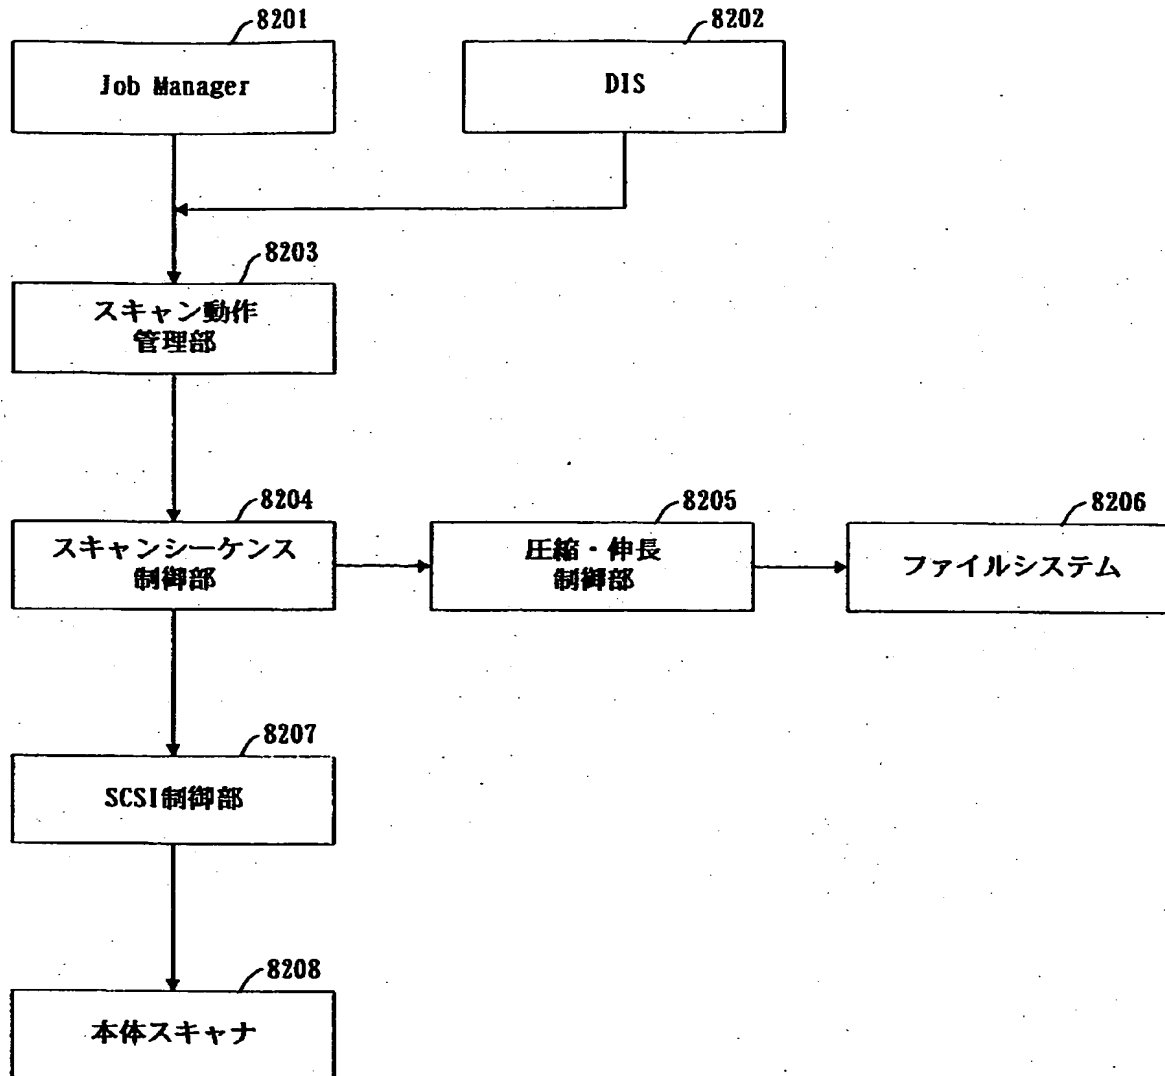 8201
8202
Job Manager
DIS
8203
スキャン動作
管理部
8204
8205
8206
スキャンシーケンス
制御部
圧縮・伸長
制御部
ファイルシステム
8207
SCSI制御部
8208
本体スキャナ